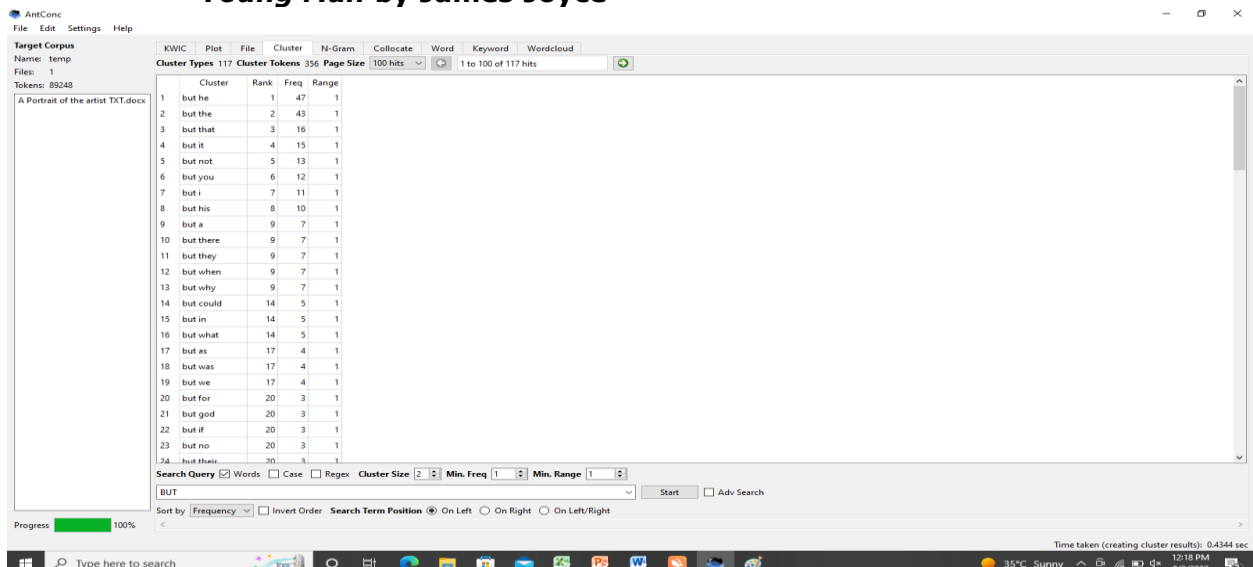 Young Man by James Joyce
AntConc
File Edit Settings Help
Target Corpus
Name: temp
Files: 1
Tokens: 89248
A Portrait of the artist TXT.docx
KWIC Plot File Cluster N-Gram Collocate Word Keyword Wordcloud
Cluster Types 117 Cluster Tokens 356 Page Size 100 hits 1 to 100 of 117 hits
Cluster Rank Freq Range
1 but he 1 47 1
2 but the 2 43 1
3 but that 3 16 1
4 but it 4 15 1
5 but not 5 13 1
6 but you 6 12 1
7 but i 7 11 1
8 but his 8 10 1
9 but a 9 7 1
10 but there 9 7 1
11 but they 9 7 1
12 but when 9 7 1
13 but why 9 7 1
14 but could 14 5 1
15 but in 14 5 1
16 but what 14 5 1
17 but as 17 4 1
18 but was 17 4 1
19 but we 17 4 1
20 but for 20 3 1
21 but god 20 3 1
22 but if 20 3 1
23 but no 20 3 1
24 but their 20 3 1
Search Query Words Case Regex Cluster Size 2 Min. Freq 1 Min. Range 1
BUT Start Adv Search
Sort by Frequency Invert Order Search Term Position On Left On Right On Left/Right
Progress 100%
Time taken (creating cluster results): 0.4344 sec
Type here to search
35°C Sunny
12:18 PM